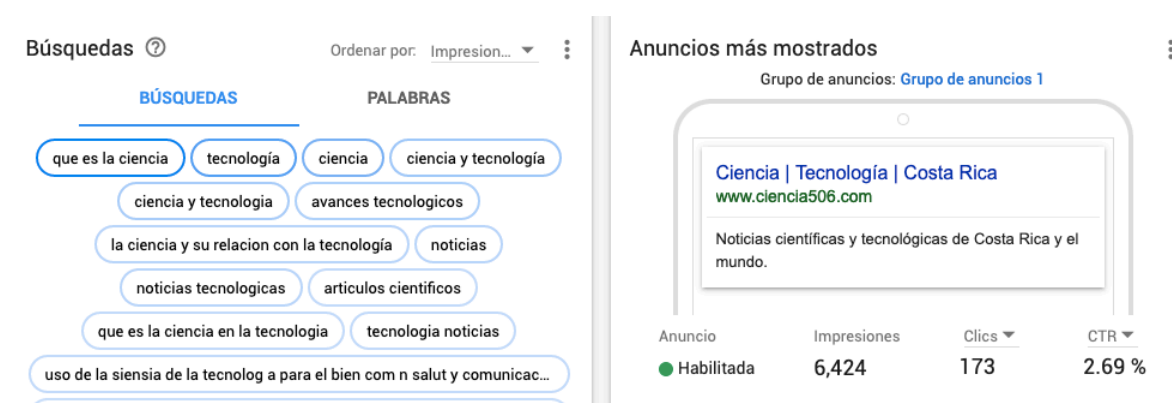 Búsquedas ?
Ordenar por: Impresion...
BÚSQUEDAS PALABRAS
que es la ciencia tecnología ciencia ciencia y tecnología
ciencia y tecnologia avances tecnologicos
la ciencia y su relacion con la tecnología noticias
noticias tecnologicas articulos cientificos
que es la ciencia en la tecnologia tecnologia noticias
uso de la siensia de la tecnolog a para el bien com n salut y comunicac...
Anuncios más mostrados
Grupo de anuncios: Grupo de anuncios 1
Ciencia | Tecnología | Costa Rica
www.ciencia506.com
Noticias científicas y tecnológicas de Costa Rica y el
mundo.
Anuncio Impresiones Clics CTR
Habilitada 6,424 173 2.69 %